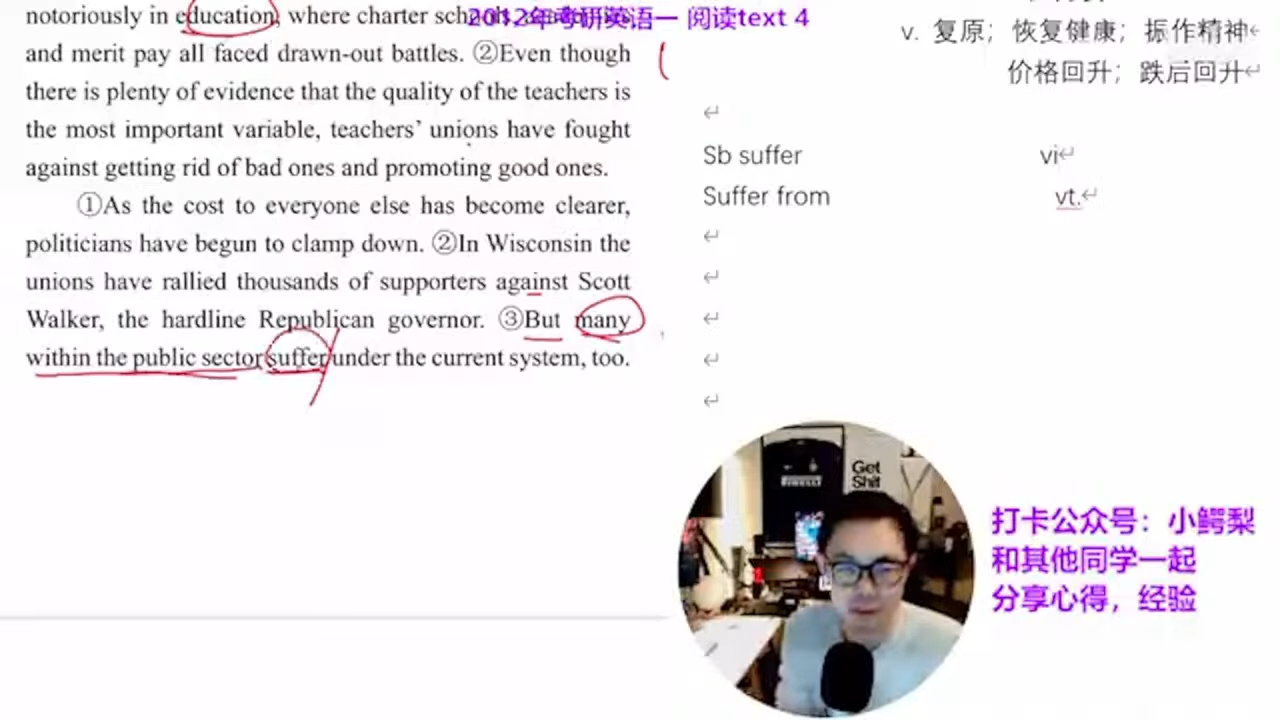 notoriously in education, where charter
and merit pay all faced drawn-out battles. ②Even though
there is plenty of evidence that the quality of the teachers is
the most important variable, teachers’ unions have fought
against getting rid of bad ones and promoting good ones.
①As the cost to everyone else has become clearer,
politicians have begun to clamp down. ②In Wisconsin the
unions have rallied thousands of supporters against Scott
Walker, the hardline Republican governor. ③But many
within the public sector suffer under the current system, too.
2012年考研英语一 阅读text 4
v. 复原；恢复健康；振作精神
价格回升；跌后回升
Sb suffer vi
Suffer from vt.
Get
Shit
PIRELLI
打卡公众号：小鳄梨
和其他同学一起
分享心得，经验